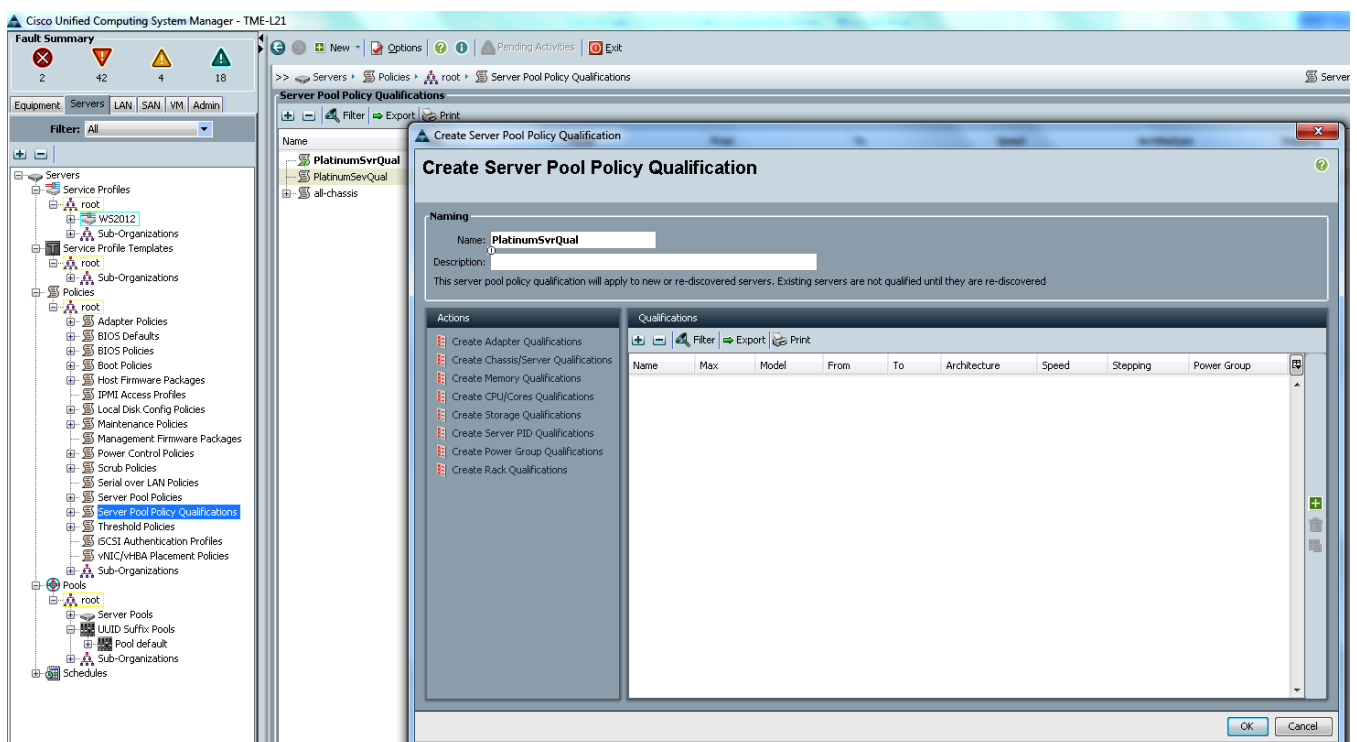 Cisco Unified Computing System Manager - TME-L21
Fault Summary
2 42 4 18
Equipment Servers LAN SAN VM Admin
Filter: All
Servers
Service Profiles
root
WS2012
Sub-Organizations
Service Profile Templates
root
Sub-Organizations
Policies
root
Adapter Policies
BIOS Defaults
BIOS Policies
Boot Policies
Host Firmware Packages
IPMI Access Profiles
Local Disk Config Policies
Maintenance Policies
Management Firmware Packages
Power Control Policies
Scrub Policies
Serial over LAN Policies
Server Pool Policies
Server Pool Policy Qualifications
Threshold Policies
iSCSI Authentication Profiles
vNIC/vHBA Placement Policies
Sub-Organizations
Pools
root
Server Pools
UUID Suffix Pools
Pool default
Sub-Organizations
Schedules
New Options Pending Activities Exit
>> Servers Policies root Server Pool Policy Qualifications Server
Server Pool Policy Qualifications
Filter Export Print
Name
PlatinumSvrQual
PlatinumSevQual
all-chassis
Create Server Pool Policy Qualification
Create Server Pool Policy Qualification
Naming
Name: PlatinumSvrQual
Description:
This server pool policy qualification will apply to new or re-discovered servers. Existing servers are not qualified until they are re-discovered
Actions
Create Adapter Qualifications
Create Chassis/Server Qualifications
Create Memory Qualifications
Create CPU/Cores Qualifications
Create Storage Qualifications
Create Server PID Qualifications
Create Power Group Qualifications
Create Rack Qualifications
Qualifications
Filter Export Print
Name Max Model From To Architecture Speed Stepping Power Group
OK Cancel